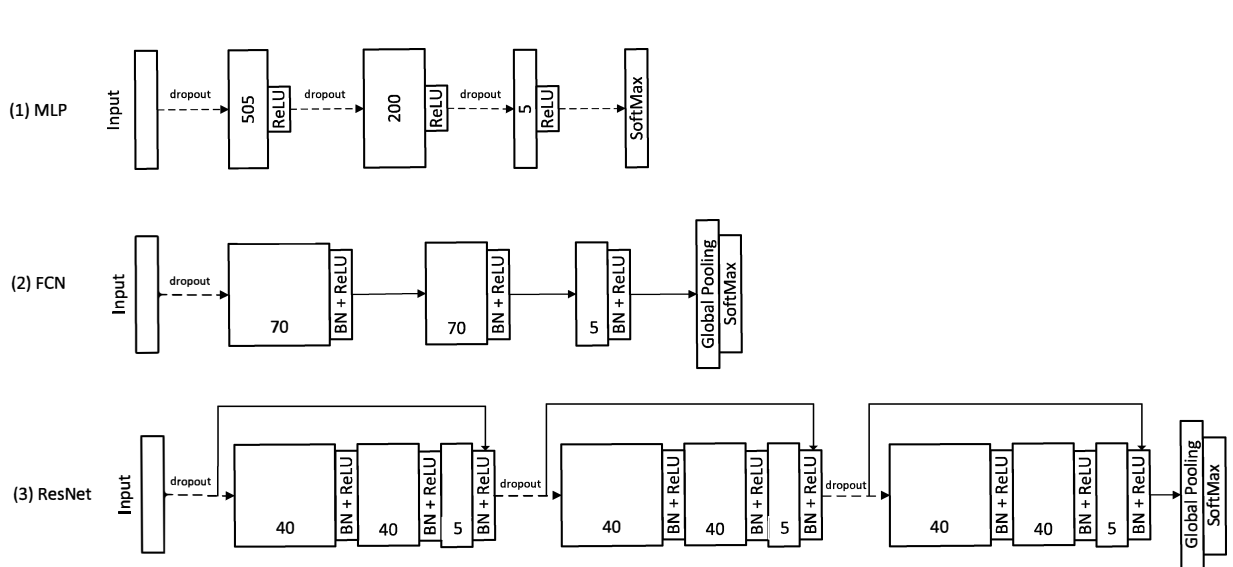 (1) MLP
Input
dropout
505
ReLU
dropout
200
ReLU
dropout
5
ReLU
SoftMax
(2) FCN
Input
dropout
70
BN + ReLU
70
BN + ReLU
5
BN + ReLU
Global Pooling
SoftMax
(3) ResNet
Input
dropout
40
BN + ReLU
40
BN + ReLU
5
BN + ReLU
dropout
40
BN + ReLU
40
BN + ReLU
5
BN + ReLU
dropout
40
BN + ReLU
40
BN + ReLU
5
BN + ReLU
Global Pooling
SoftMax